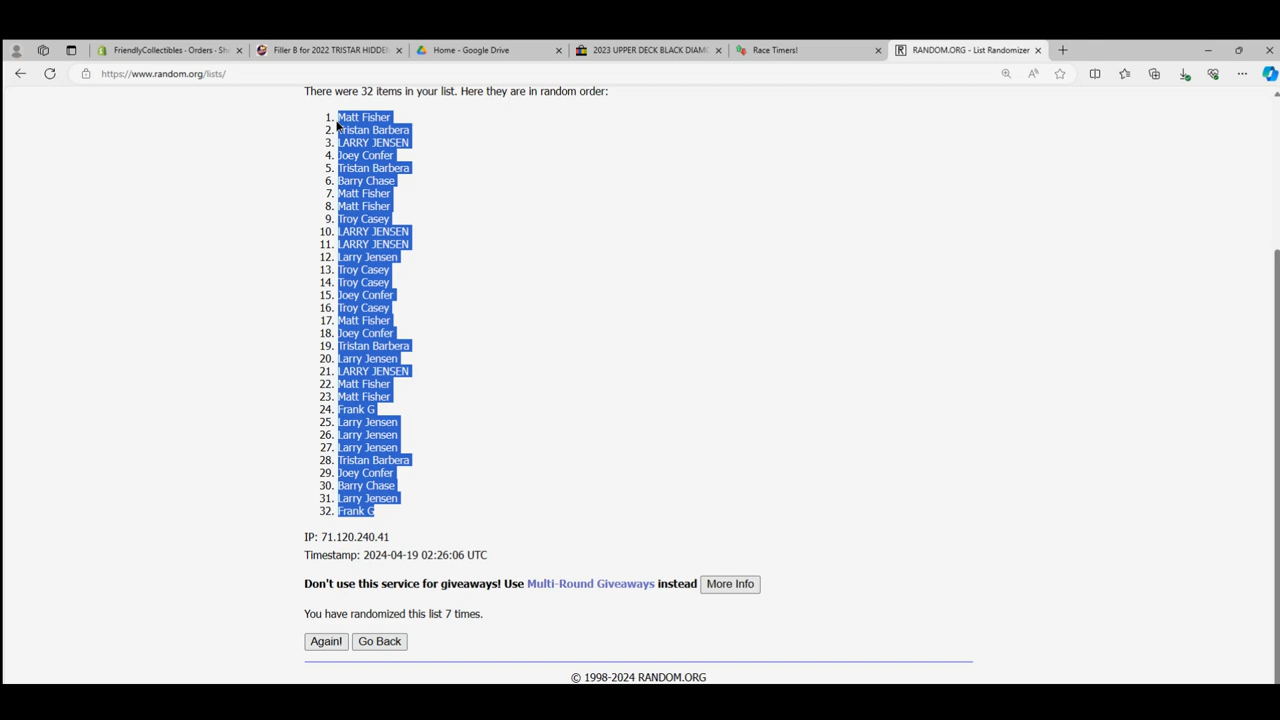 FriendlyCollectibles - Orders - Sh
Filler B for 2022 TRISTAR HIDDE
Home - Google Drive
2023 UPPER DECK BLACK DIAM
Race Timers!
RANDOM.ORG - List Randomizer
https://www.random.org/lists/
There were 32 items in your list. Here they are in random order:
1. Matt Fisher
2. Tristan Barbera
3. LARRY JENSEN
4. Joey Confer
5. Tristan Barbera
6. Barry Chase
7. Matt Fisher
8. Matt Fisher
9. Troy Casey
10. LARRY JENSEN
11. LARRY JENSEN
12. Larry Jensen
13. Troy Casey
14. Troy Casey
15. Joey Confer
16. Troy Casey
17. Matt Fisher
18. Joey Confer
19. Tristan Barbera
20. Larry Jensen
21. LARRY JENSEN
22. Matt Fisher
23. Matt Fisher
24. Frank G
25. Larry Jensen
26. Larry Jensen
27. Larry Jensen
28. Tristan Barbera
29. Joey Confer
30. Barry Chase
31. Larry Jensen
32. Frank G
IP: 71.120.240.41
Timestamp: 2024-04-19 02:26:06 UTC
Don't use this service for giveaways! Use Multi-Round Giveaways instead More Info
You have randomized this list 7 times.
Again! Go Back
© 1998-2024 RANDOM.ORG